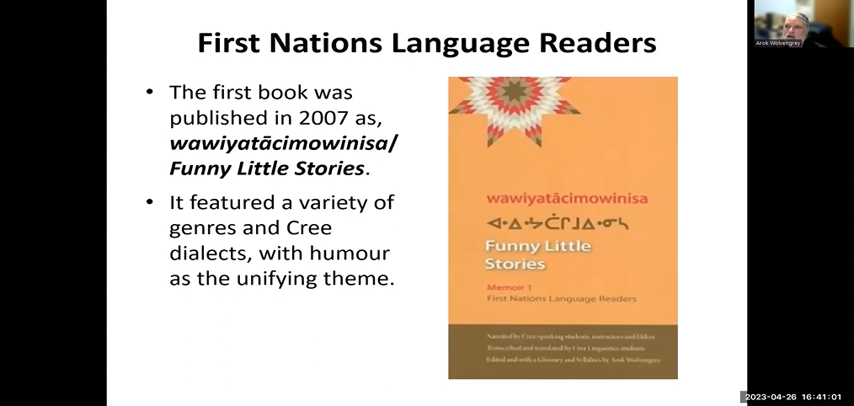 First Nations Language Readers
Arok Wolvengrey
• The first book was
published in 2007 as,
wawiyatācimowinisa/
Funny Little Stories.
• It featured a variety of
genres and Cree
dialects, with humour
as the unifying theme.
wawiyatācimowinisa
ᐊᐧᐃᐧᔭᑖᒋᒧᐃᐧᓂᓴ
Funny Little
Stories
Memoir 1
First Nations Language Readers
Narrated by Cree-speaking students, instructors and Elders
Transcribed and translated by Cree Linguistics students
Edited and with a Glossary and Syllabics by Arok Wolvengrey
2023-04-26 16:41:01